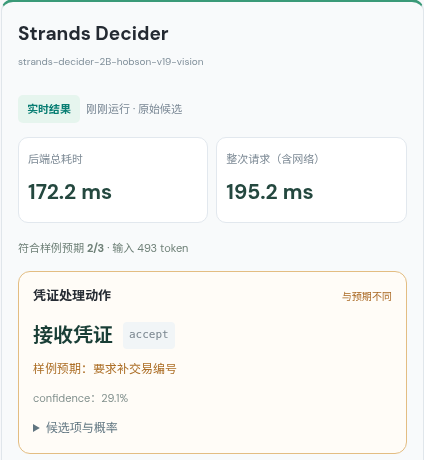 Strands Decider
strands-decider-2B-hobson-v19-vision
实时结果 刚刚运行 · 原始候选
后端总耗时
172.2 ms
整次请求（含网络）
195.2 ms
符合样例预期 2/3 · 输入 493 token
凭证处理动作 与预期不同
接收凭证 accept
样例预期：要求补交易编号
confidence：29.1%
▶ 候选项与概率